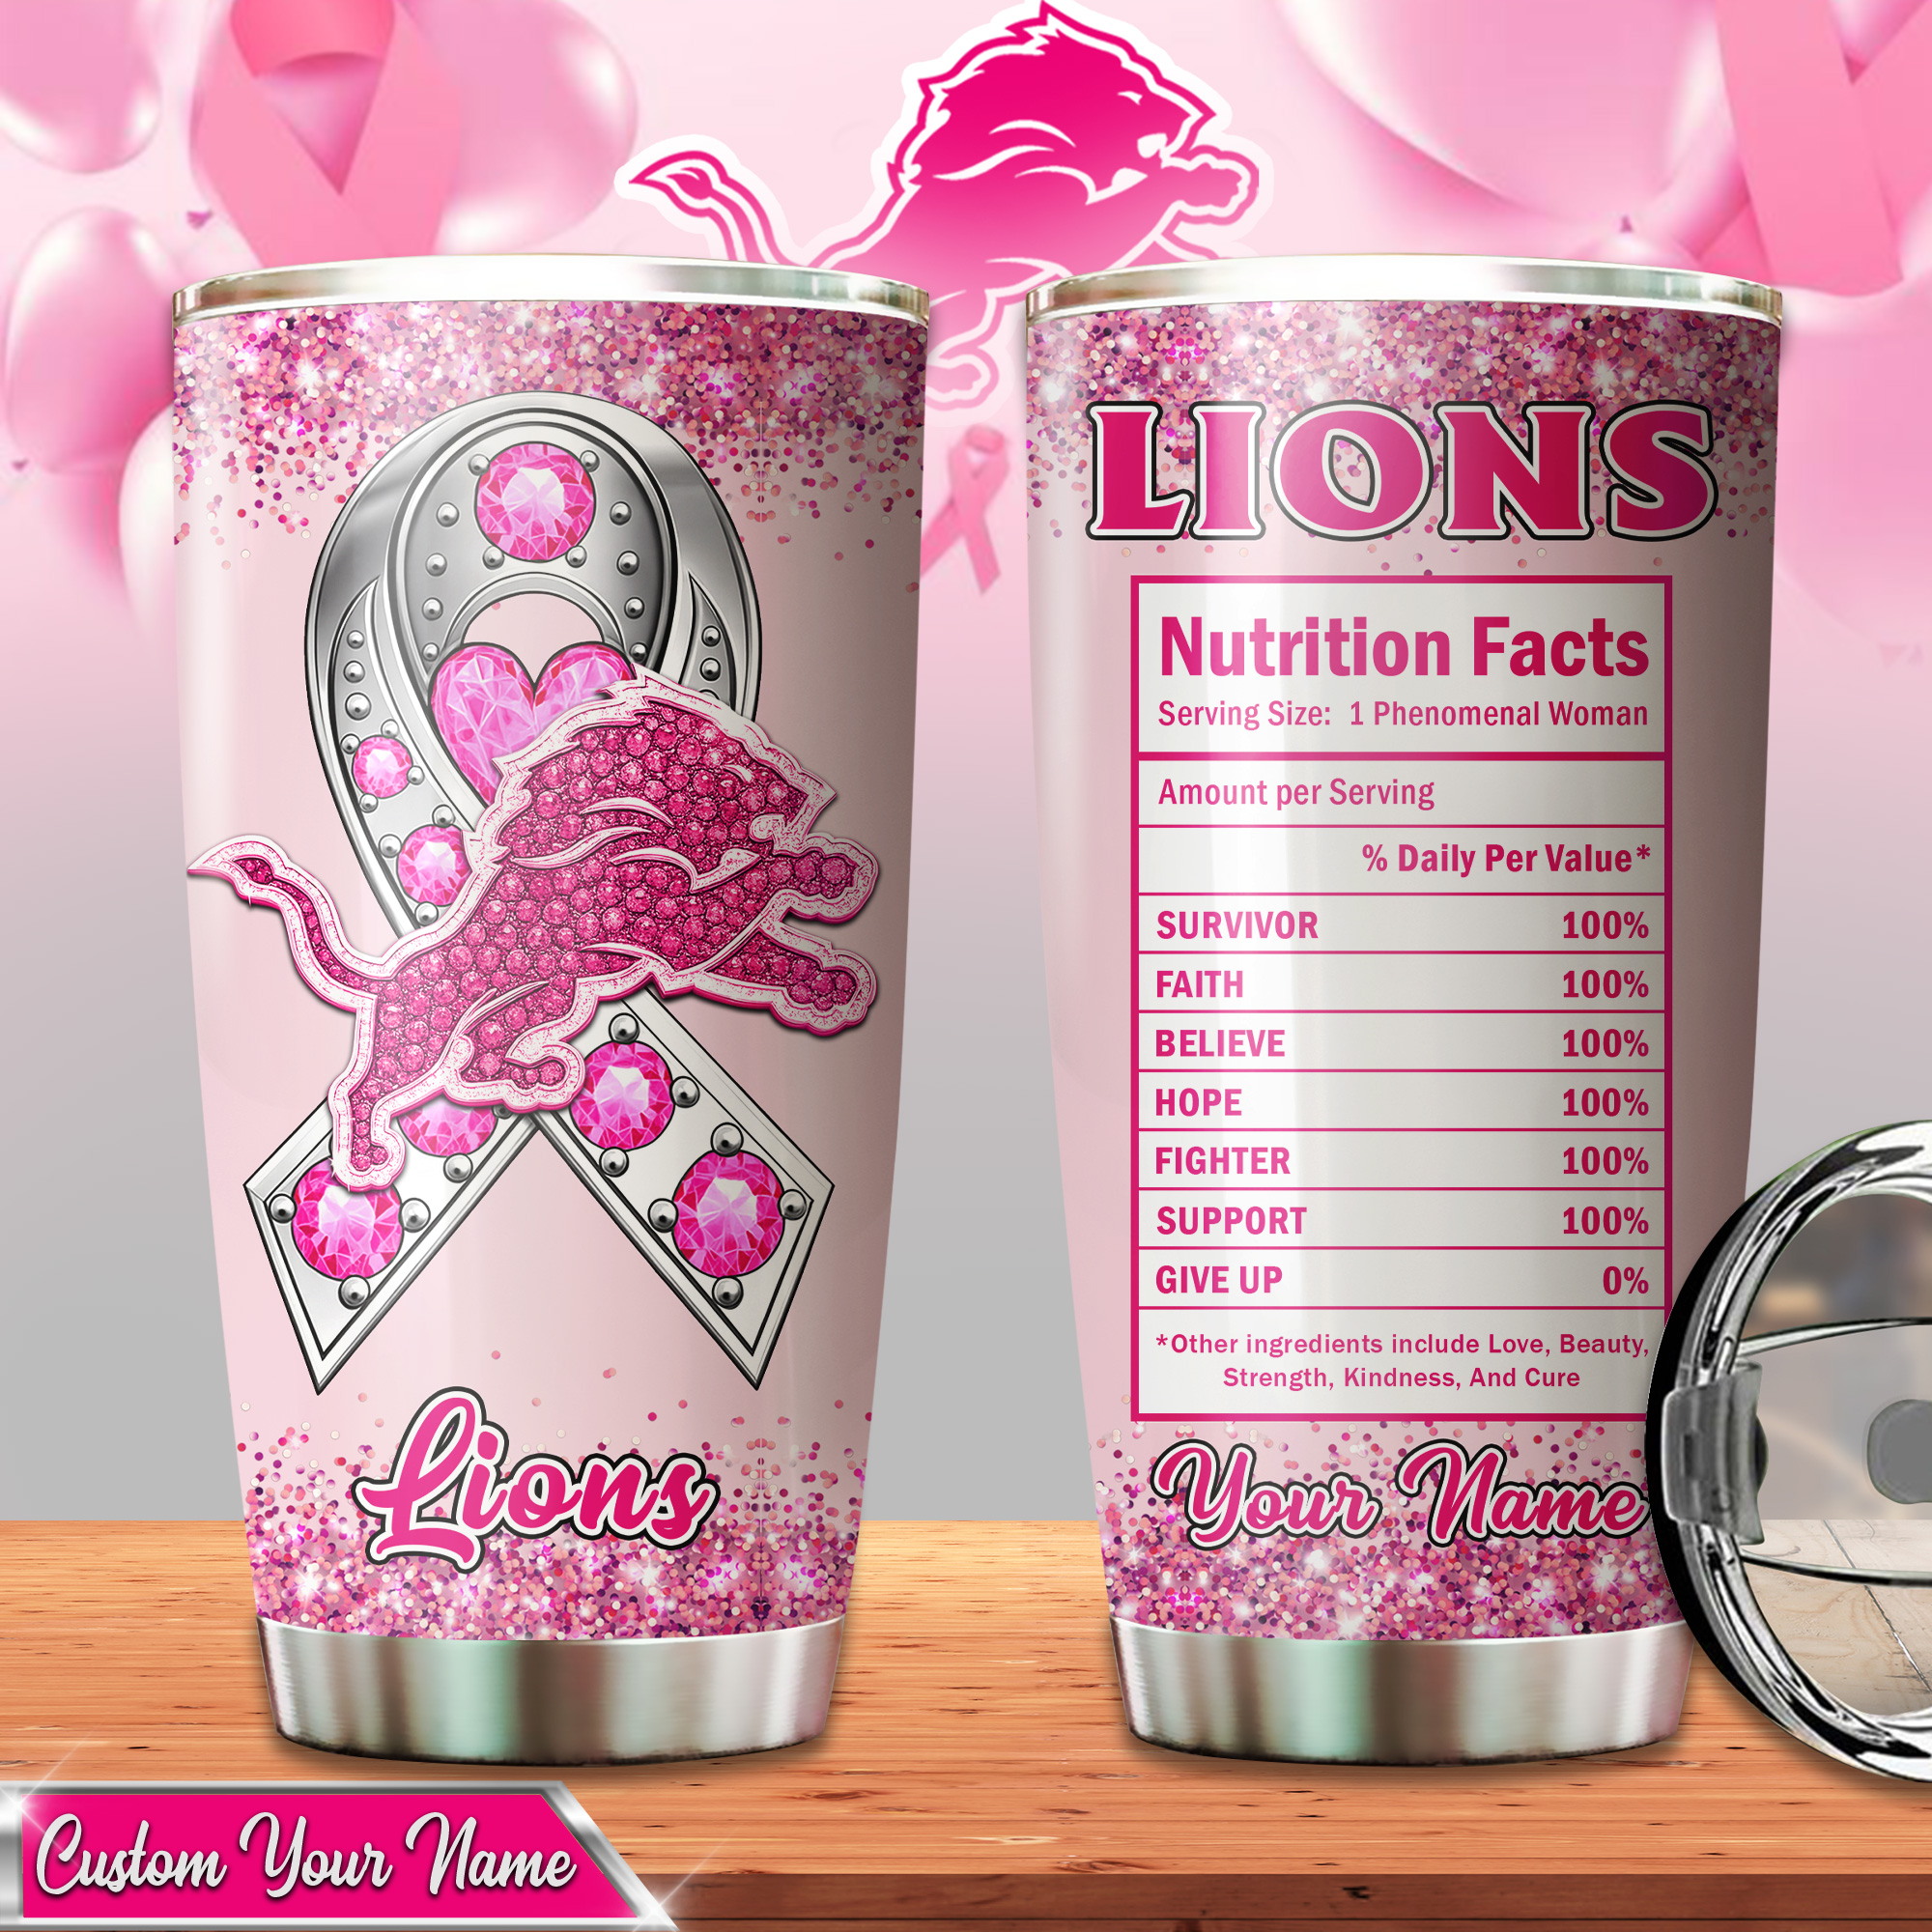 Lions
LIONS
Nutrition Facts
Serving Size: 1 Phenomenal Woman
Amount per Serving
% Daily Per Value*
SURVIVOR 100%
FAITH 100%
BELIEVE 100%
HOPE 100%
FIGHTER 100%
SUPPORT 100%
GIVE UP 0%
*Other ingredients include Love, Beauty,
Strength, Kindness, And Cure
Your Name
Custom Your Name